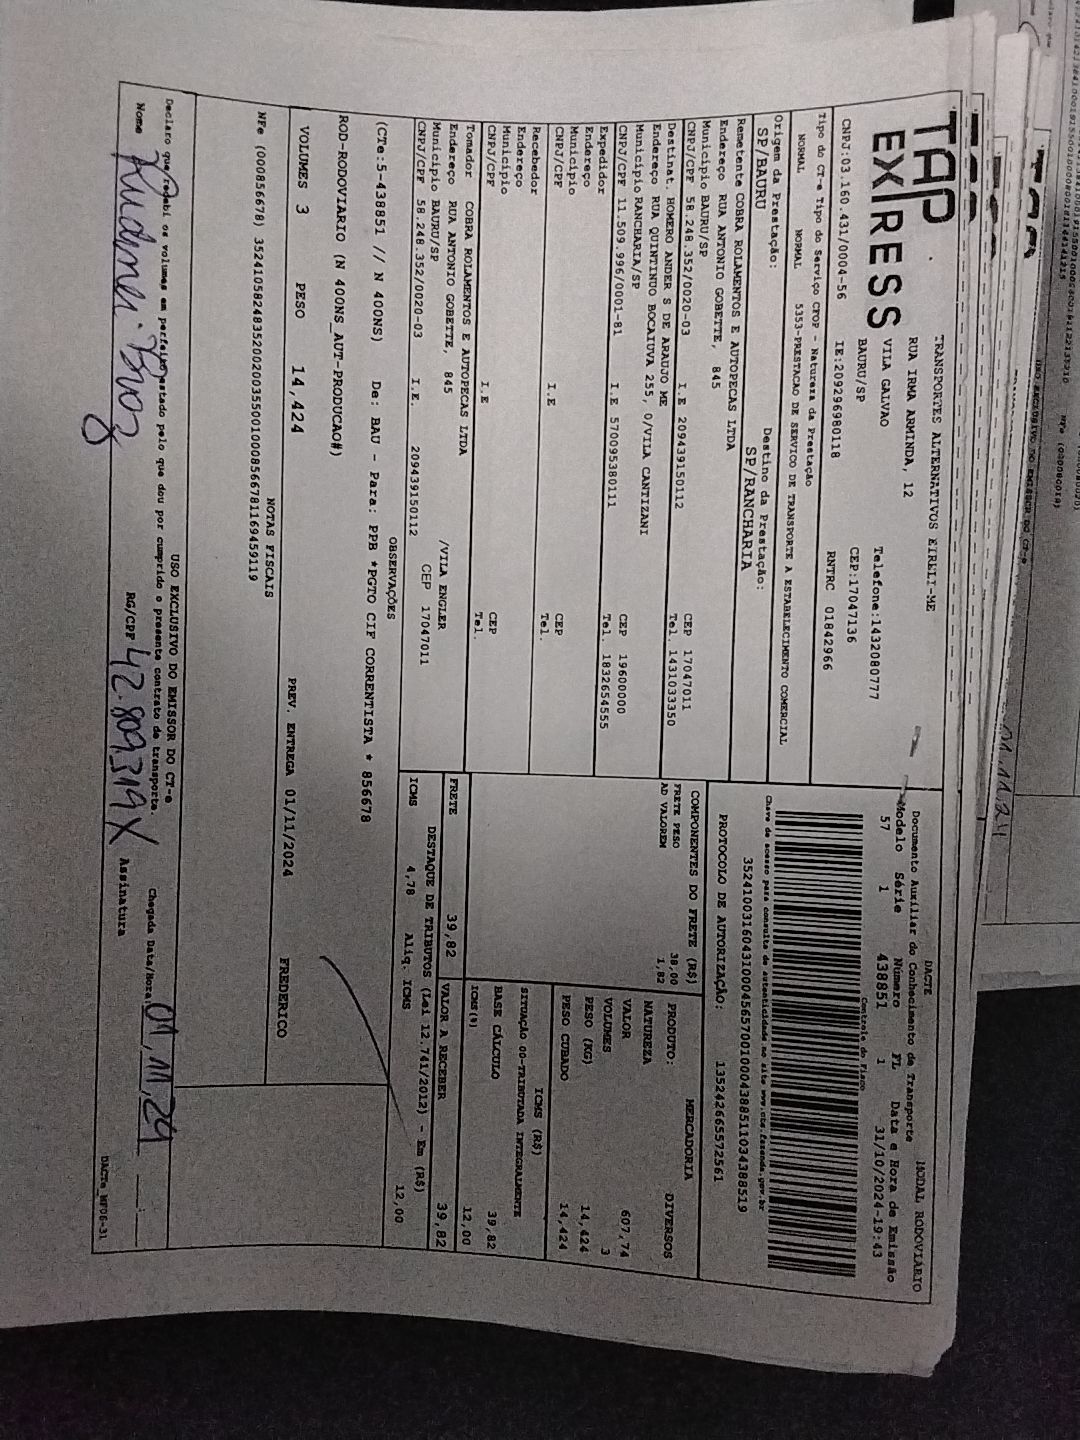 TAP EXPRESS
TRANSPORTES ALTERNATIVOS EIRELI-ME
RUA IRMA ARMINDA, 12
VILA GALVAO
BAURU/SP
Telefone:1432080777
CEP:17047136
CNPJ:03.160.431/0004-56 IE:209296980118 RNTRC 01842966
DACTE
Documento Auxiliar do Conhecimento de Transporte
MODAL RODOVIÁRIO
Modelo Série Número FL Data e Hora de Emissão
57 1 438851 1 31/10/2024-19:43
Controle do Fisco
Chave de acesso para consulta de autenticidade no site www.cte.fazenda.gov.br
PROTOCOLO DE AUTORIZAÇÃO: 135242665572561
Tipo do CT-e Tipo do Serviço CFOP - Natureza da Prestação
NORMAL NORMAL 5353-PRESTACAO DE SERVICO DE TRANSPORTE A ESTABELECIMENTO COMERCIAL
Origem da Prestação: Destino da Prestação:
SP/BAURU SP/RANCHARIA
Remetente COBRA ROLAMENTOS E AUTOPECAS LTDA
Endereço RUA ANTONIO GOBETTE, 845
Município BAURU/SP CEP 17047011
CNPJ/CPF 58.248.352/0020-03 I.E 209439150112 Tel. 1431033350
Destinat. HOMERO ANDER S DE ARAUJO ME
Endereço RUA QUINTINUO BOCAIUVA 255, 0/VILA CANTIZANI
Município RANCHARIA/SP CEP 19600000
CNPJ/CPF 11.509.996/0001-81 I.E 570095380111 Tel. 1832654555
Expedidor
Endereço
Município CEP
CNPJ/CPF I.E Tel.
Recebedor
Endereço
Município CEP
CNPJ/CPF I.E Tel.
Tomador COBRA ROLAMENTOS E AUTOPECAS LTDA
Endereço RUA ANTONIO GOBETTE, 845 /VILA ENGLER
Município BAURU/SP CEP 17047011
CNPJ/CPF 58.248.352/0020-03 I.E. 209439150112
COMPONENTES DO FRETE (R$)
FRETE PESO 38,00
AD VALOREM 1,82
PRODUTO: MERCADORIA
NATUREZA DIVERSOS
VALOR 607,74
VOLUMES 3
PESO (KG) 14,424
PESO CUBADO 14,424
ICMS (R$)
SITUAÇÃO 00-TRIBUTADA INTEGRALMENTE
BASE CÁLCULO 39,82
ICMS(%) 12,00
FRETE 39,82 VALOR A RECEBER 39,82
DESTAQUE DE TRIBUTOS (Lei 12.741/2012) - Em (R$)
ICMS 4,78 Aliq. ICMS 12,00
OBSERVAÇÕES
(CTe:5-438851 // N 400NS) De: BAU - Para: PPB *PGTO CIF CORRENTISTA * 856678
ROD-RODOVIARIO (N 400NS_AUT-PRODUCAO#)
VOLUMES 3 PESO 14,424 PREV. ENTREGA 01/11/2024 FREDERICO
NOTAS FISCAIS
NFe (000856678)
USO EXCLUSIVO DO EMISSOR DO CT-e
Declaro que recebi os volumes em perfeito estado pelo que dou por cumprido o presente contrato de transporte.
Chegada Data/Hora: 01,11,24
Nome RG/CPF 42.809319X Assinatura
DACTe_MF06-31
01.11.24